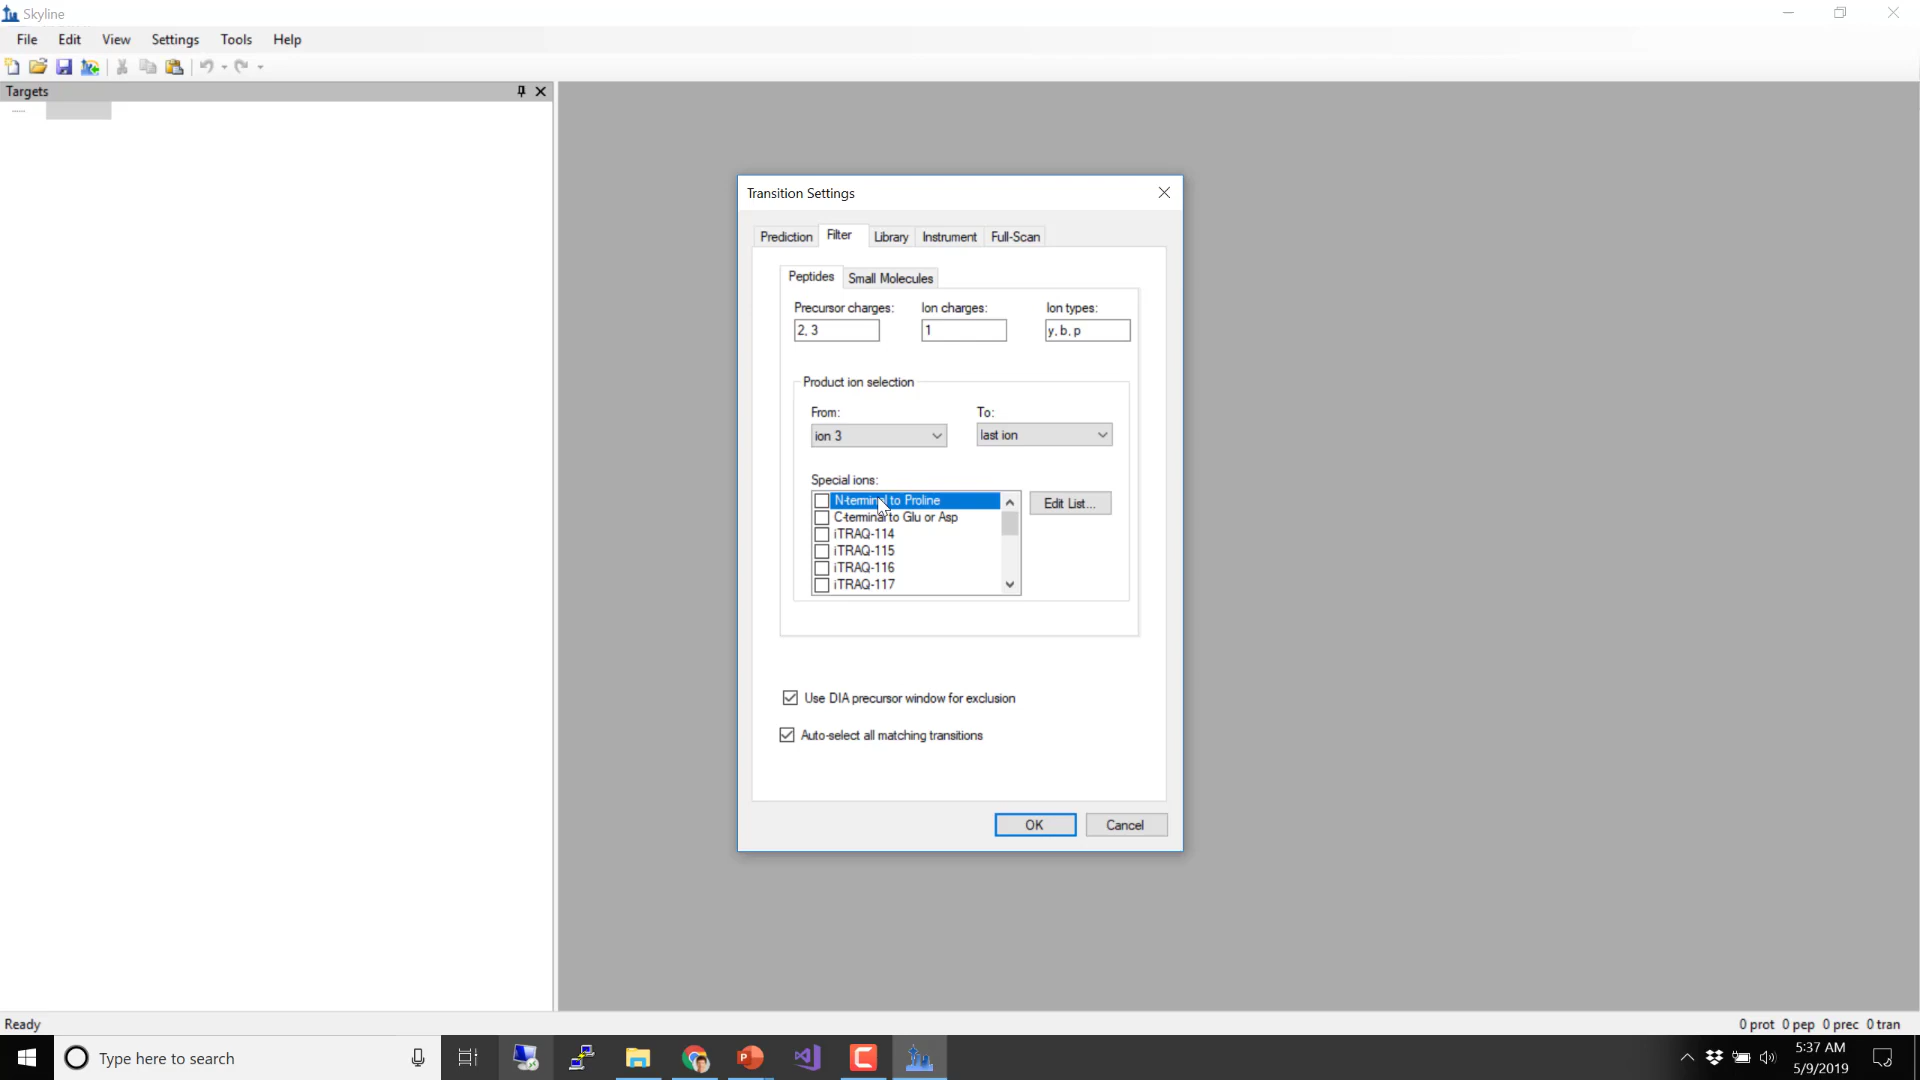 Skyline
File Edit View Settings Tools Help
Targets
Transition Settings
Prediction Filter Library Instrument Full-Scan
Peptides Small Molecules
Precursor charges: Ion charges: Ion types:
2, 3 1 y, b, p
Product ion selection
From: To:
ion 3 last ion
Special ions:
N-terminal to Proline Edit List...
C-terminal to Glu or Asp
iTRAQ-114
iTRAQ-115
iTRAQ-116
iTRAQ-117
Use DIA precursor window for exclusion
Auto-select all matching transitions
OK Cancel
Ready 0 prot 0 pep 0 prec 0 tran
Type here to search 5:37 AM
5/9/2019